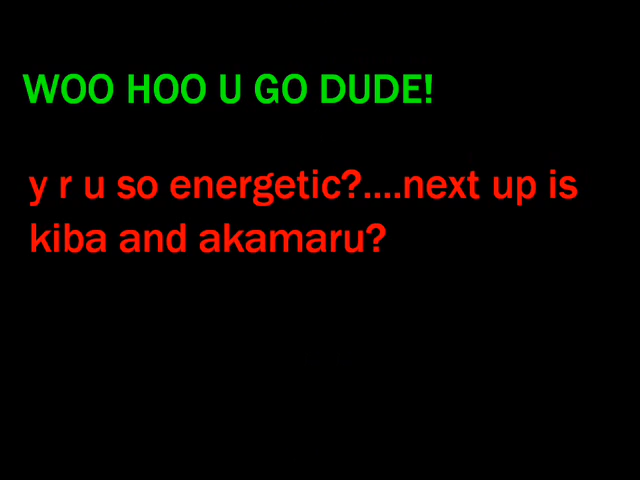 WOO HOO U GO DUDE!
y r u so energetic?....next up is
kiba and akamaru?